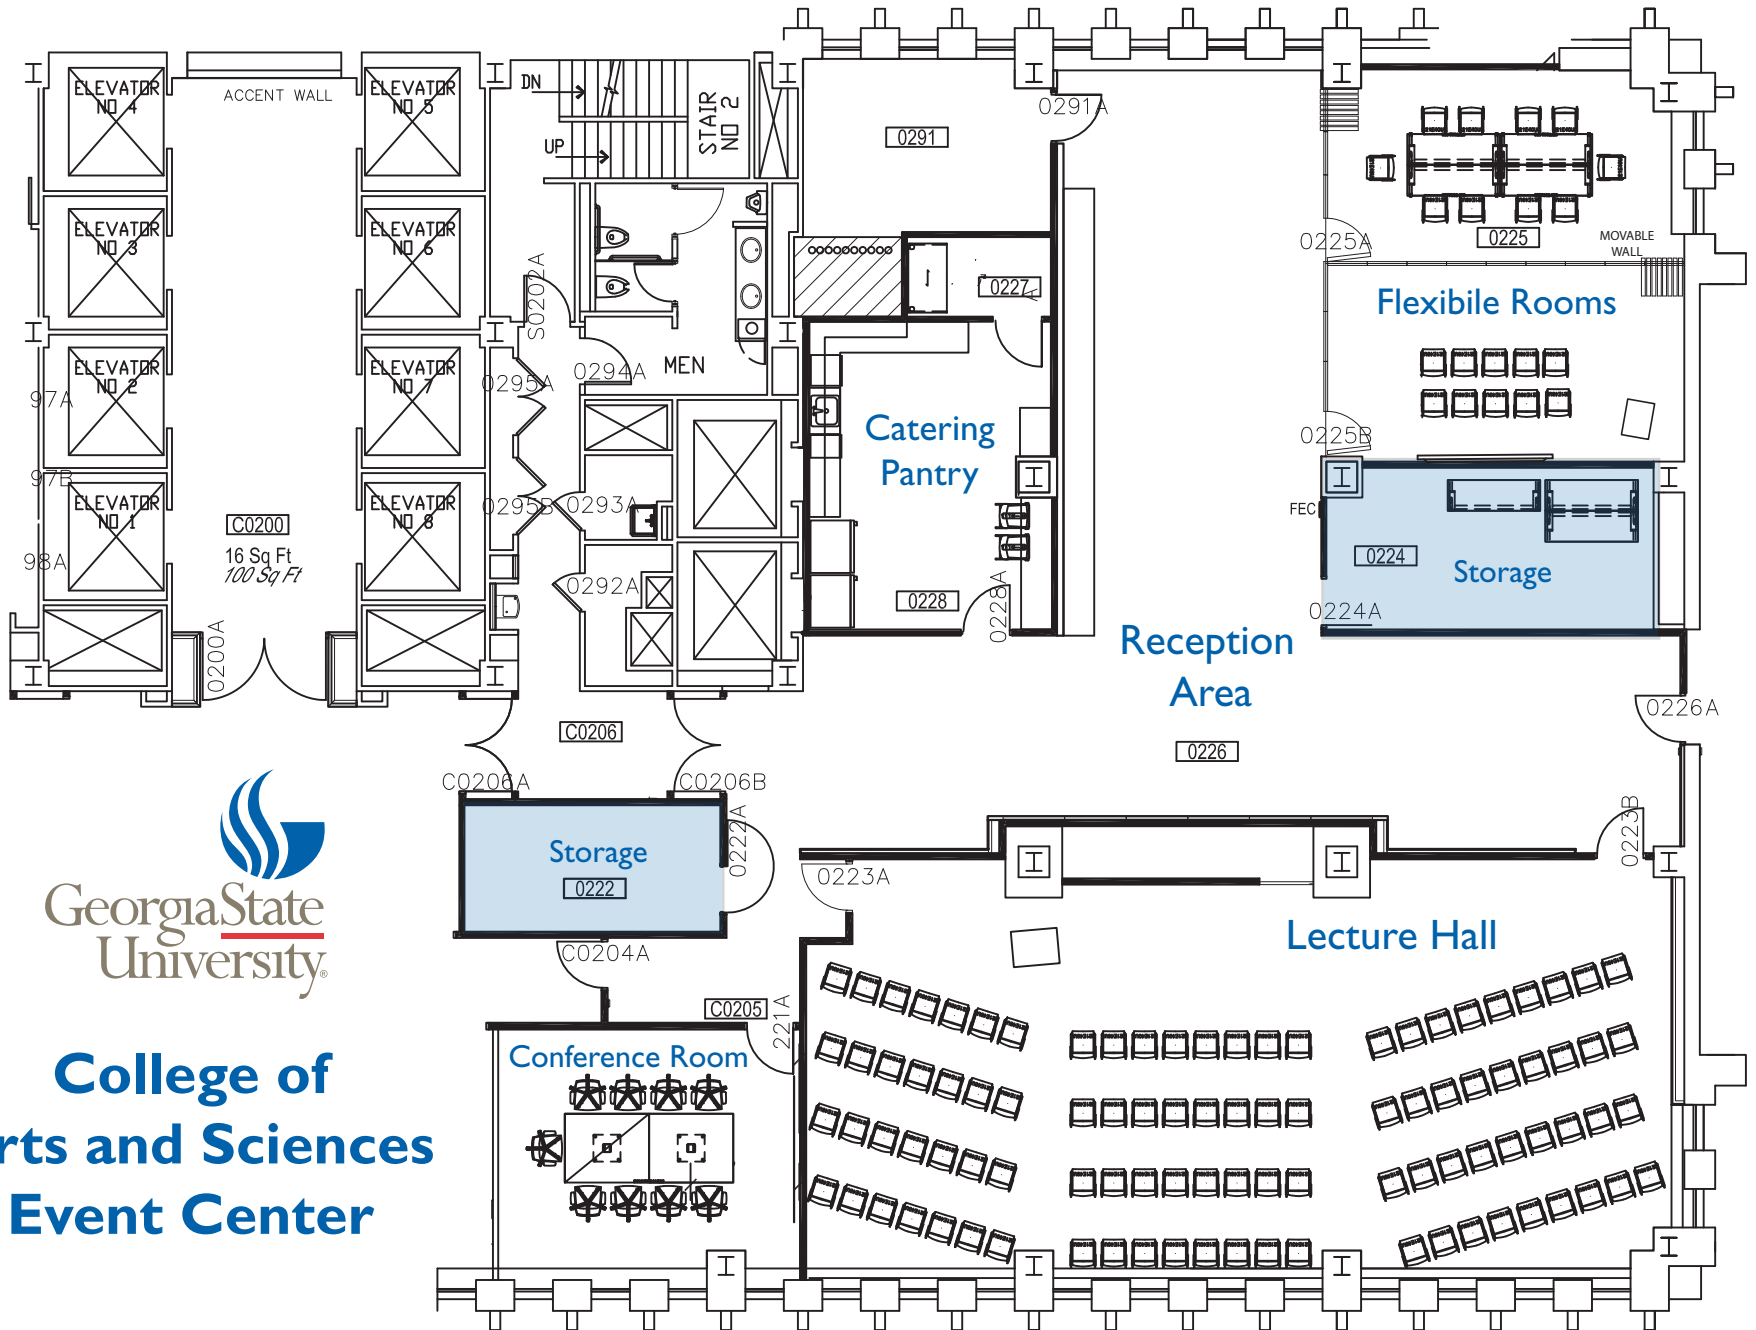 ELEVATOR
NO 4
ACCENT WALL
ELEVATOR
NO 5
DN
UP
STAIR
NO 2
0291
0291A
0225A
0225
MOVABLE
WALL
ELEVATOR
NO 3
ELEVATOR
NO 6
S0202A
0227
Flexibile Rooms
ELEVATOR
NO 2
ELEVATOR
NO 7
97A
0295A
0294A
MEN
Catering
Pantry
0225B
97B
ELEVATOR
NO 1
ELEVATOR
NO 8
0295B
0293A
C0200
16 Sq Ft
100 Sq Ft
98A
FEC
0224
Storage
0292A
0228
0228A
0224A
0200A
Reception
Area
0226A
C0206
0226
C0206A
C0206B
0222A
0223B
Storage
0222
0223A
GeorgiaState
University®
Lecture Hall
C0204A
C0205
221A
Conference Room
College of
rts and Sciences
Event Center